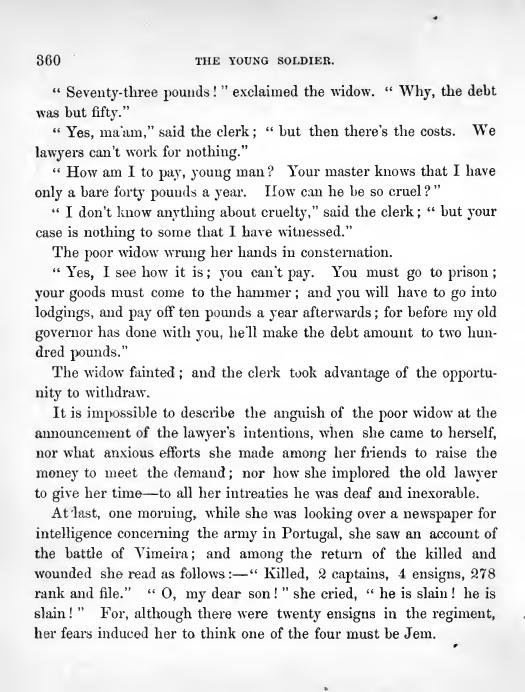 360 THE YOUNG SOLDIER.
“ Seventy-three pounds ! ” exclaimed the widow. “ Why, the debt
was but fifty.”
“ Yes, ma'am,” said the clerk ; “ but then there's the costs. We
lawyers can't work for nothing.”
“ How am I to pay, young man ? Your master knows that I have
only a bare forty pounds a year. How can he be so cruel ? ”
“ I don't know anything about cruelty,” said the clerk ; “ but your
case is nothing to some that I have witnessed.”
The poor widow wrung her hands in consternation.
“ Yes, I see how it is ; you can't pay. You must go to prison ;
your goods must come to the hammer ; and you will have to go into
lodgings, and pay off ten pounds a year afterwards ; for before my old
governor has done with you, he'll make the debt amount to two hun-
dred pounds.”
The widow fainted ; and the clerk took advantage of the opportu-
nity to withdraw.
It is impossible to describe the anguish of the poor widow at the
announcement of the lawyer's intentions, when she came to herself,
nor what anxious efforts she made among her friends to raise the
money to meet the demand ; nor how she implored the old lawyer
to give her time—to all her intreaties he was deaf and inexorable.
At last, one morning, while she was looking over a newspaper for
intelligence concerning the army in Portugal, she saw an account of
the battle of Vimeira ; and among the return of the killed and
wounded she read as follows :—“ Killed, 2 captains, 4 ensigns, 278
rank and file.” “ O, my dear son ! ” she cried, “ he is slain ! he is
slain ! ” For, although there were twenty ensigns in the regiment,
her fears induced her to think one of the four must be Jem.